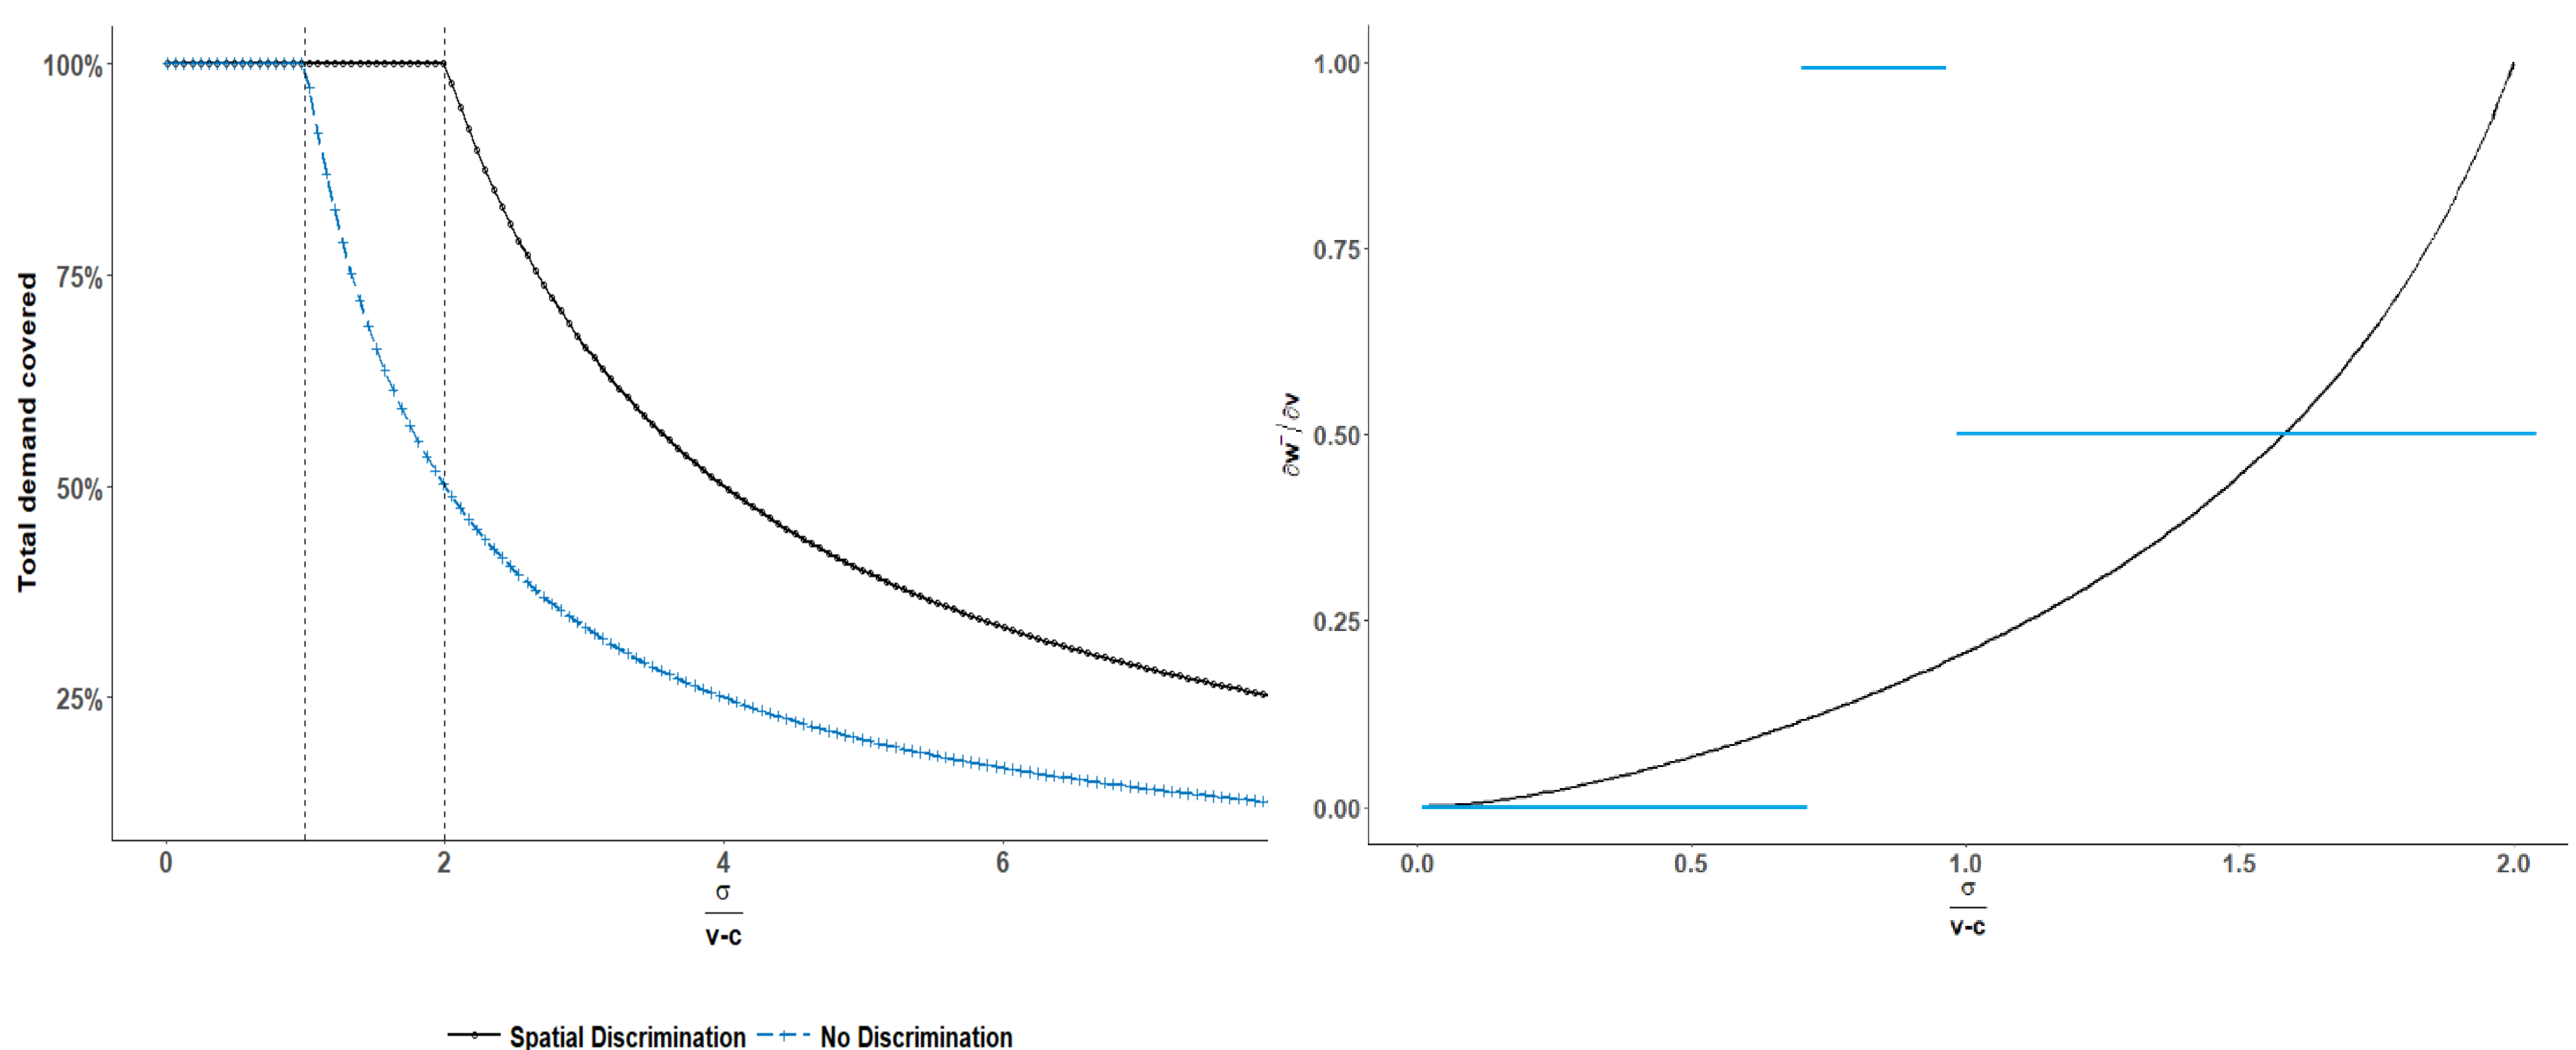 100%
75%
50%
25%
Total demand covered
0
2
4
6
σ
v-c
1.00
0.75
0.50
0.25
0.00
∂w̄/∂v
0.0
0.5
1.0
1.5
2.0
σ
v-c
Spatial Discrimination
No Discrimination